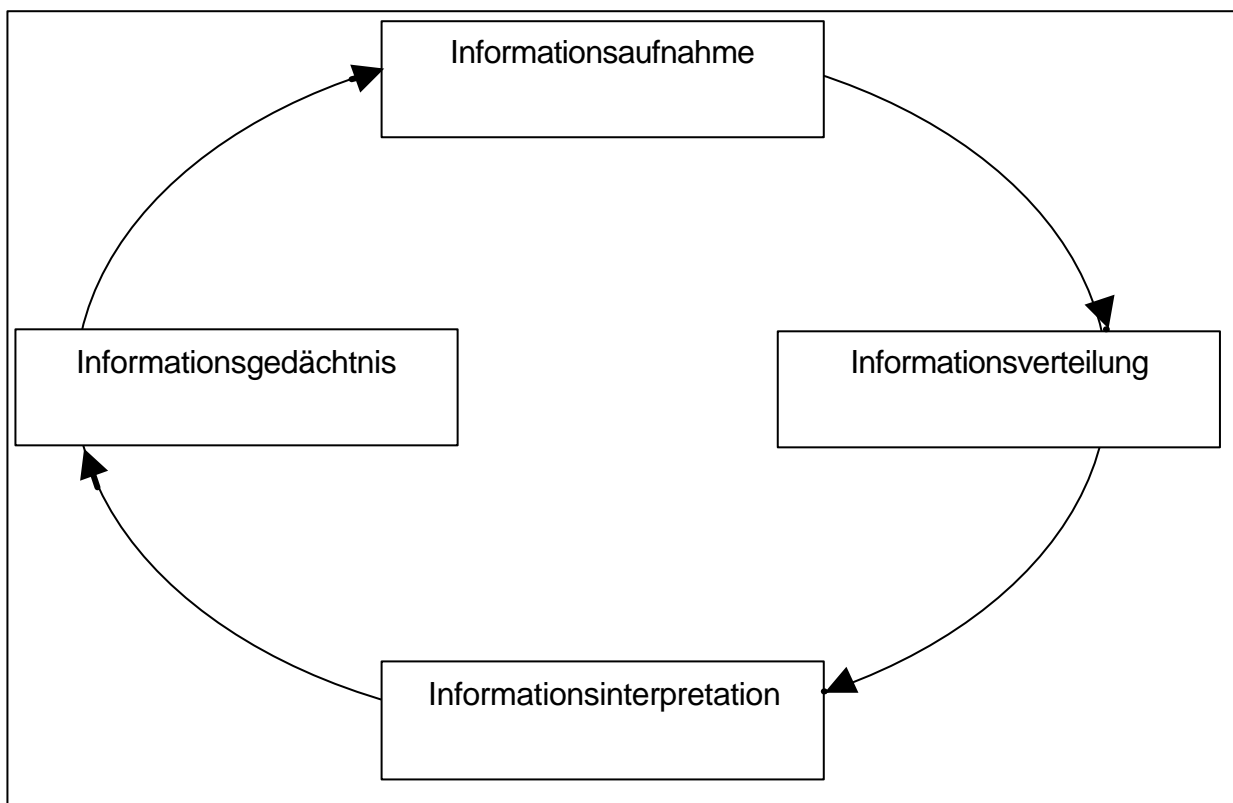 Informationsaufnahme
Informationsgedächtnis
Informationsverteilung
Informationsinterpretation